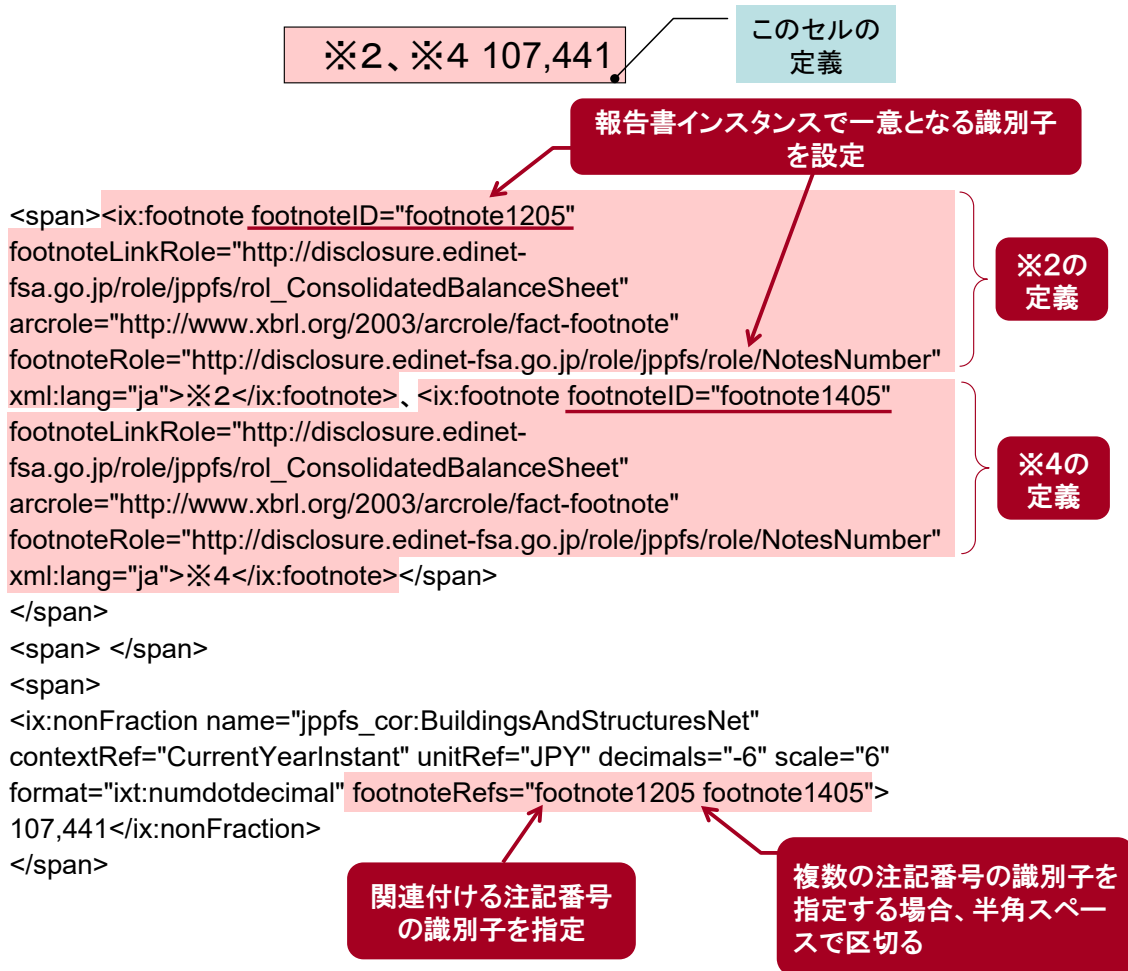 ※2、※4 107,441
このセルの
定義
報告書インスタンスで一意となる識別子
を設定
<span><ix:footnote footnoteID="footnote1205"
footnoteLinkRole="http://disclosure.edinet-
fsa.go.jp/role/jppfs/rol_ConsolidatedBalanceSheet"
arcrole="http://www.xbrl.org/2003/arcrole/fact-footnote"
footnoteRole="http://disclosure.edinet-fsa.go.jp/role/jppfs/role/NotesNumber"
xml:lang="ja">※2</ix:footnote>、<ix:footnote footnoteID="footnote1405"
footnoteLinkRole="http://disclosure.edinet-
fsa.go.jp/role/jppfs/rol_ConsolidatedBalanceSheet"
arcrole="http://www.xbrl.org/2003/arcrole/fact-footnote"
footnoteRole="http://disclosure.edinet-fsa.go.jp/role/jppfs/role/NotesNumber"
xml:lang="ja">※4</ix:footnote></span>
</span>
<span> </span>
<span>
<ix:nonFraction name="jppfs_cor:BuildingsAndStructuresNet"
contextRef="CurrentYearInstant" unitRef="JPY" decimals="-6" scale="6"
format="ixt:numdotdecimal" footnoteRefs="footnote1205 footnote1405">
107,441</ix:nonFraction>
</span>
※2の
定義
※4の
定義
関連付ける注記番号
の識別子を指定
複数の注記番号の識別子を
指定する場合、半角スペー
スで区切る